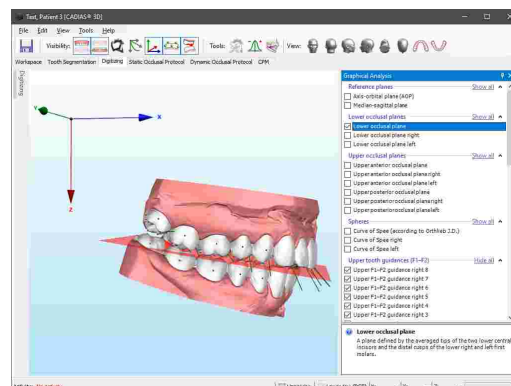 Test, Patient 3 [CADIAS® 3D]
File Edit View Tools Help
Visibility: Tools: View:
Workspace Tooth Segmentation Digitizing Static Occlusal Protocol Dynamic Occlusal Protocol CPM
Digitizing
Y
X
Z
Graphical Analysis
Reference planes Show all
Axis-orbital plane (AOP)
Median-sagittal plane
Lower occlusal planes Show all
Lower occlusal plane
Lower occlusal plane right
Lower occlusal plane left
Upper occlusal planes Show all
Upper anterior occlusal plane
Upper anterior occlusal plane right
Upper anterior occlusal plane left
Upper posterior occlusal plane
Upper posterior occlusal plane right
Upper posterior occlusal plane left
Spheres Show all
Curve of Spee (according to Orthlieb J.D.)
Curve of Spee right
Curve of Spee left
Upper tooth guidances (F1-F2) Hide all
Upper F1-F2 guidance right 8
Upper F1-F2 guidance right 7
Upper F1-F2 guidance right 6
Upper F1-F2 guidance right 5
Upper F1-F2 guidance right 4
Upper F1-F2 guidance right 3
Lower occlusal plane
A plane defined by the averaged tips of the two lower central
incisors and the distal cusps of the lower right and left first
molars.